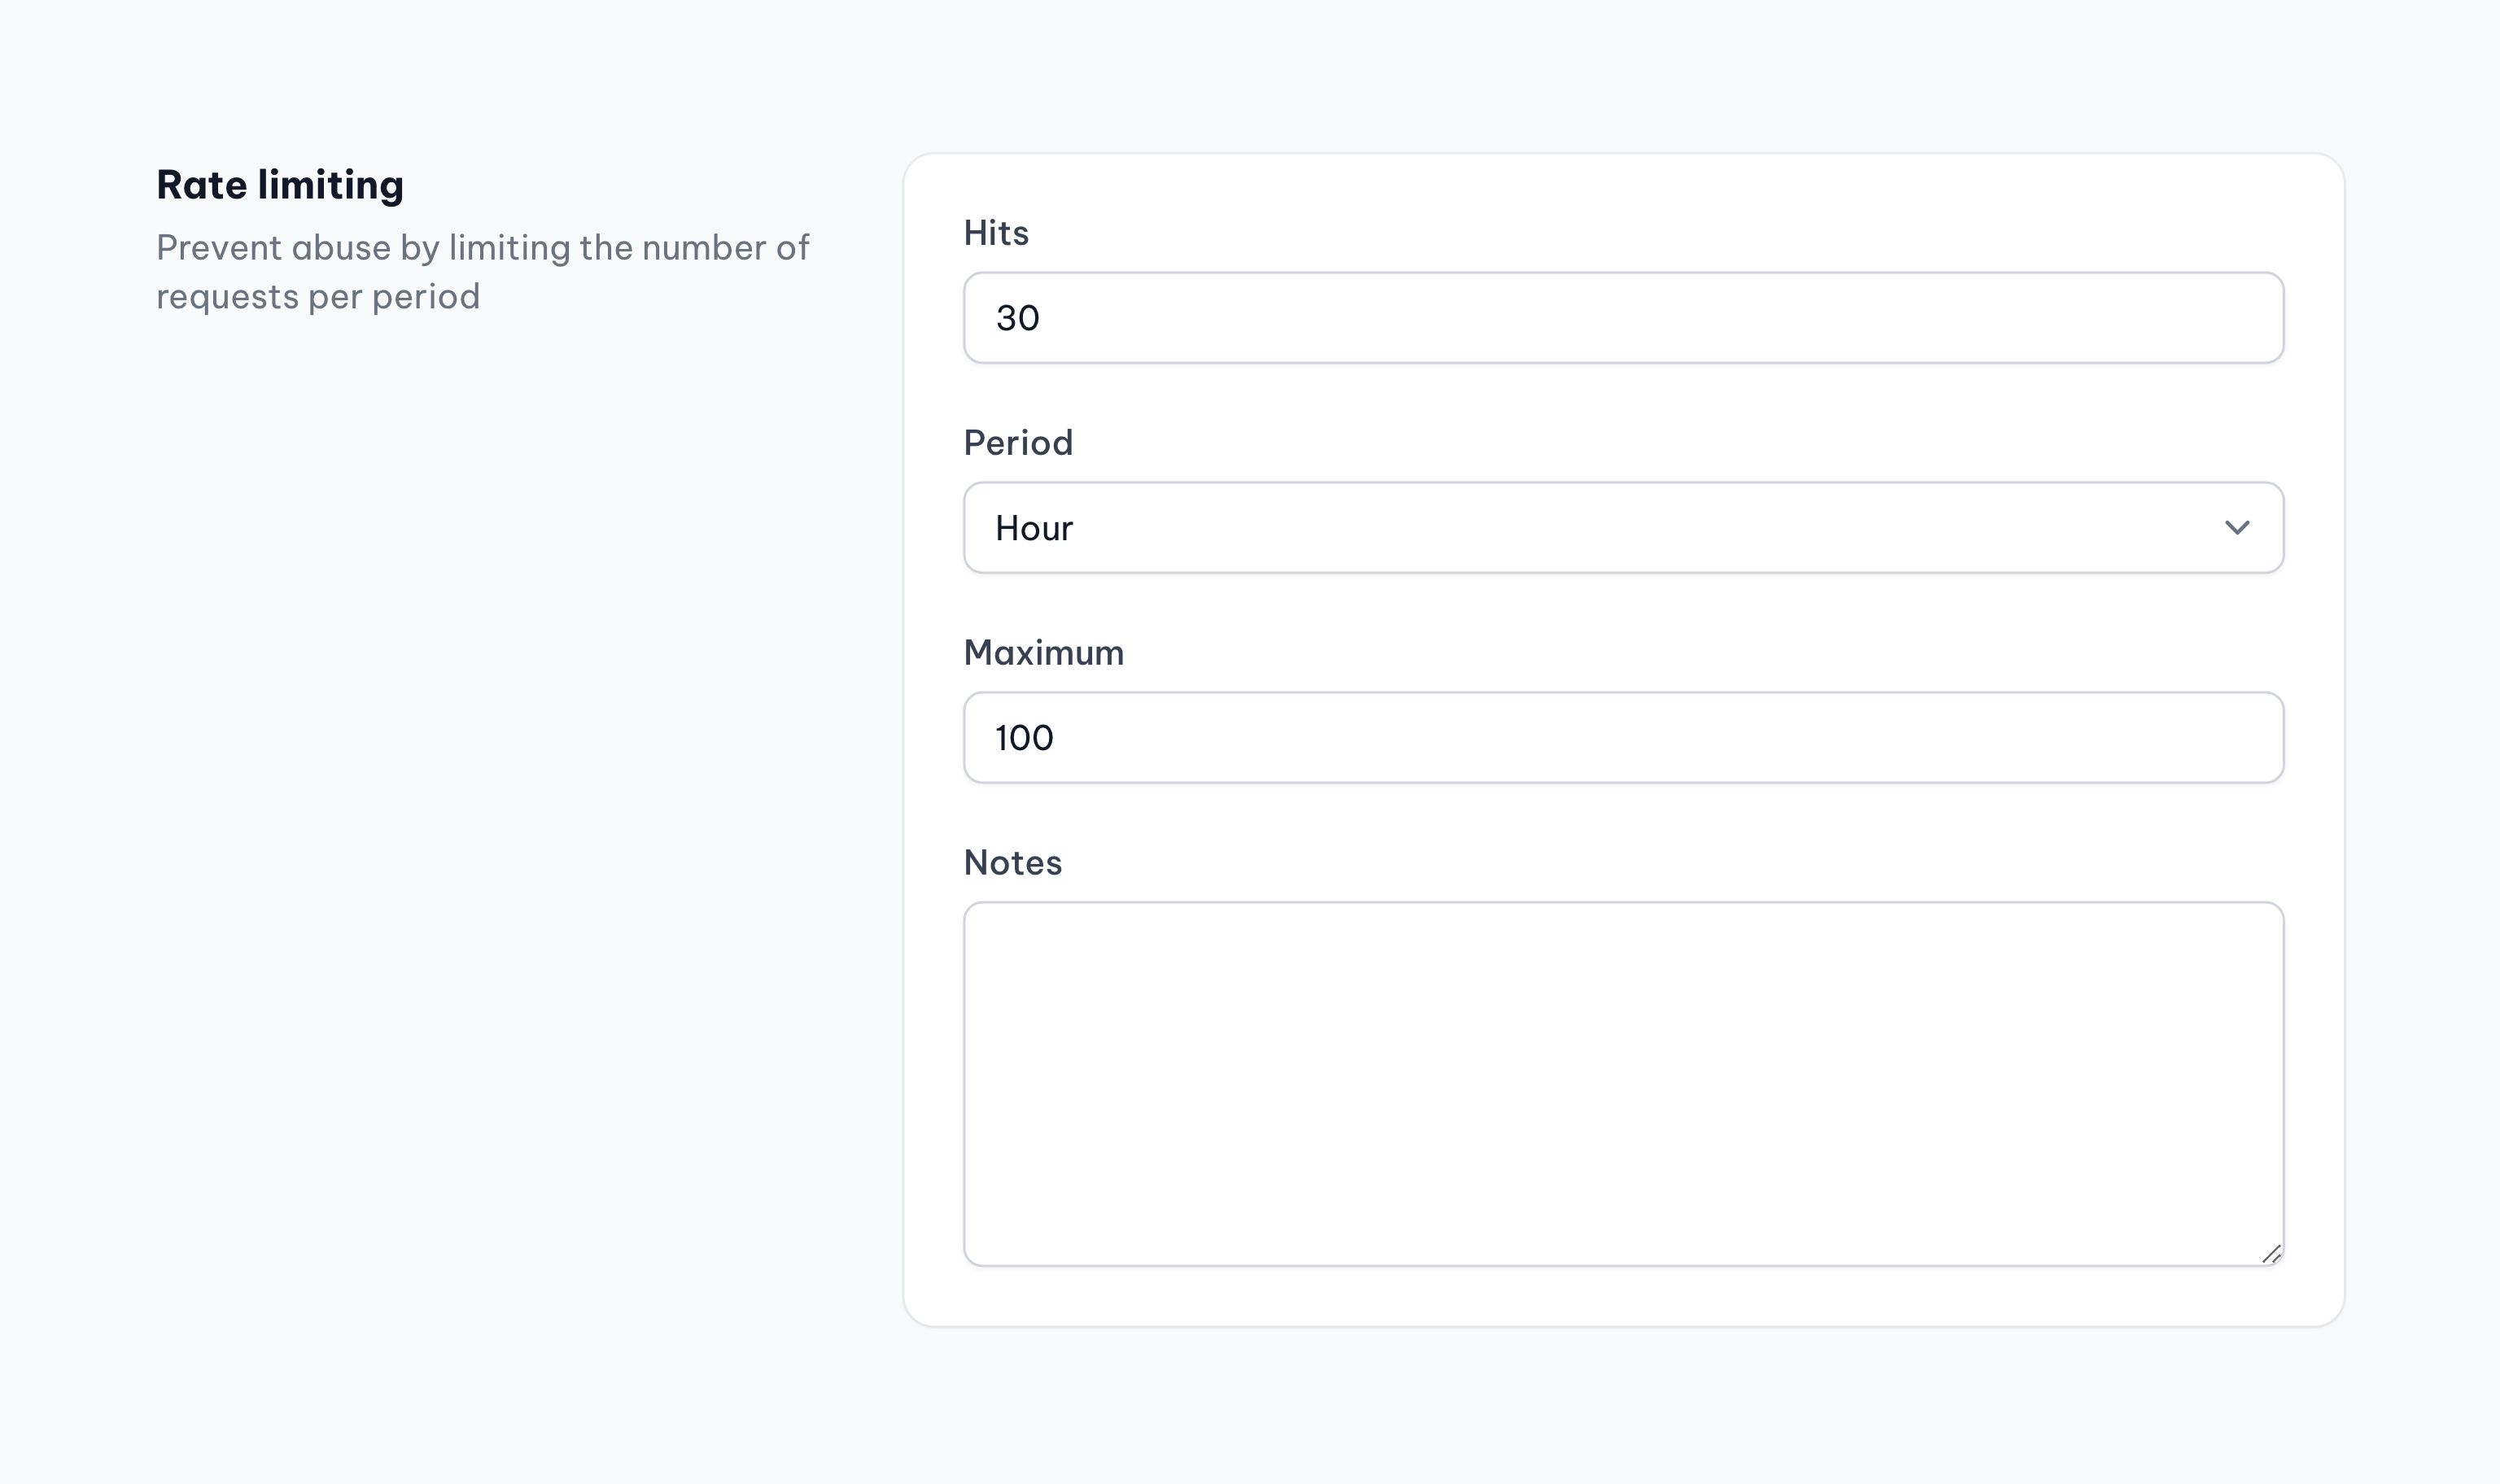 Rate limiting
Prevent abuse by limiting the number of
requests per period
Hits
30
Period
Hour
Maximum
100
Notes